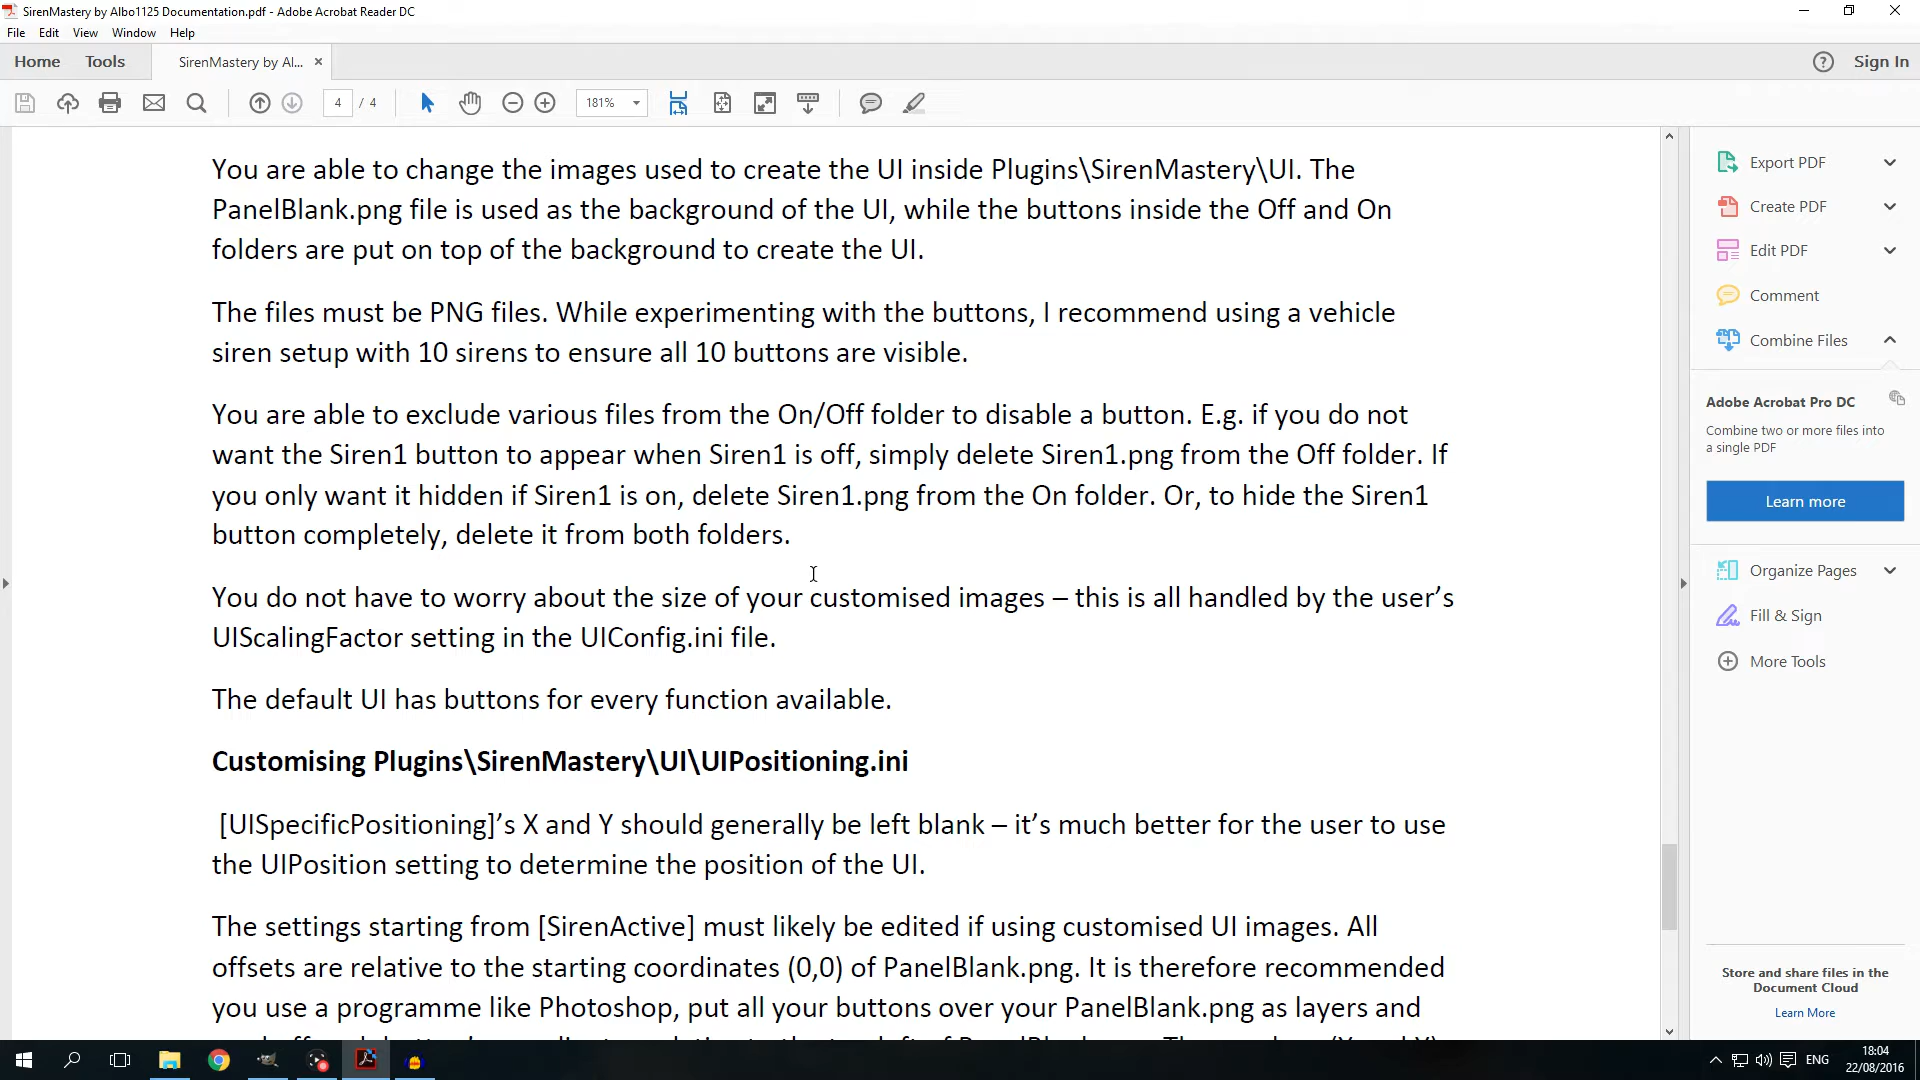 SirenMastery by Albo1125 Documentation.pdf - Adobe Acrobat Reader DC
File Edit View Window Help
Home Tools SirenMastery by Al... ×
? Sign In
4 / 4 181%
You are able to change the images used to create the UI inside Plugins\SirenMastery\UI. The
PanelBlank.png file is used as the background of the UI, while the buttons inside the Off and On
folders are put on top of the background to create the UI.
The files must be PNG files. While experimenting with the buttons, I recommend using a vehicle
siren setup with 10 sirens to ensure all 10 buttons are visible.
You are able to exclude various files from the On/Off folder to disable a button. E.g. if you do not
want the Siren1 button to appear when Siren1 is off, simply delete Siren1.png from the Off folder. If
you only want it hidden if Siren1 is on, delete Siren1.png from the On folder. Or, to hide the Siren1
button completely, delete it from both folders.
You do not have to worry about the size of your customised images – this is all handled by the user’s
UIScalingFactor setting in the UIConfig.ini file.
The default UI has buttons for every function available.
Customising Plugins\SirenMastery\UI\UIPositioning.ini
[UISpecificPositioning]’s X and Y should generally be left blank – it’s much better for the user to use
the UIPosition setting to determine the position of the UI.
The settings starting from [SirenActive] must likely be edited if using customised UI images. All
offsets are relative to the starting coordinates (0,0) of PanelBlank.png. It is therefore recommended
you use a programme like Photoshop, put all your buttons over your PanelBlank.png as layers and
Export PDF
Create PDF
Edit PDF
Comment
Combine Files
Adobe Acrobat Pro DC
Combine two or more files into
a single PDF
Learn more
Organize Pages
Fill & Sign
More Tools
Store and share files in the
Document Cloud
Learn More
ENG
18:04
22/08/2016